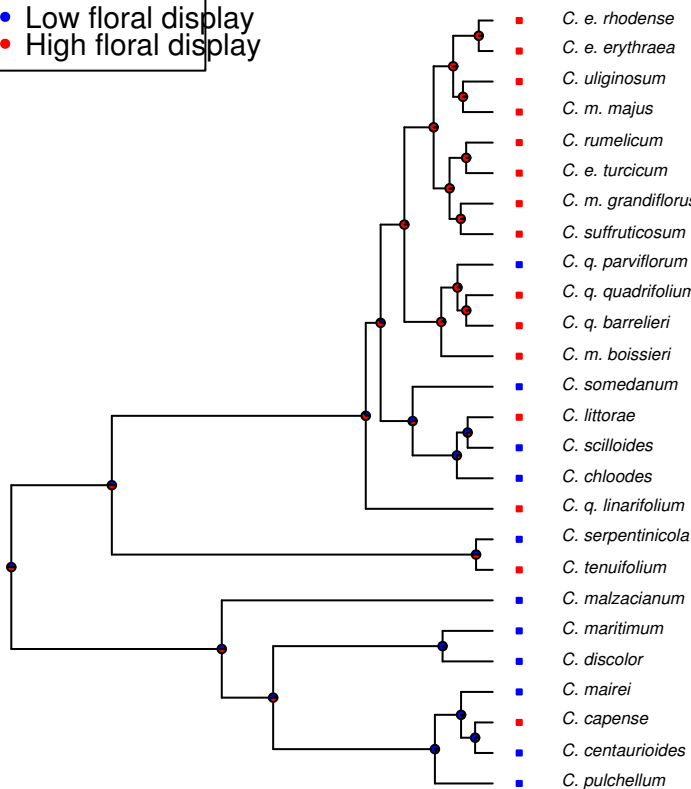 Low floral display
High floral display
C. e. rhodense
C. e. erythraea
C. uliginosum
C. m. majus
C. rumelicum
C. e. turcicum
C. m. grandiflorus
C. suffruticosum
C. q. parviflorum
C. q. quadrifolium
C. q. barrelieri
C. m. boissieri
C. somedanum
C. littorae
C. scilloides
C. chloodes
C. q. linarifolium
C. serpentinicola
C. tenuifolium
C. malzacianum
C. maritimum
C. discolor
C. mairei
C. capense
C. centaurioides
C. pulchellum